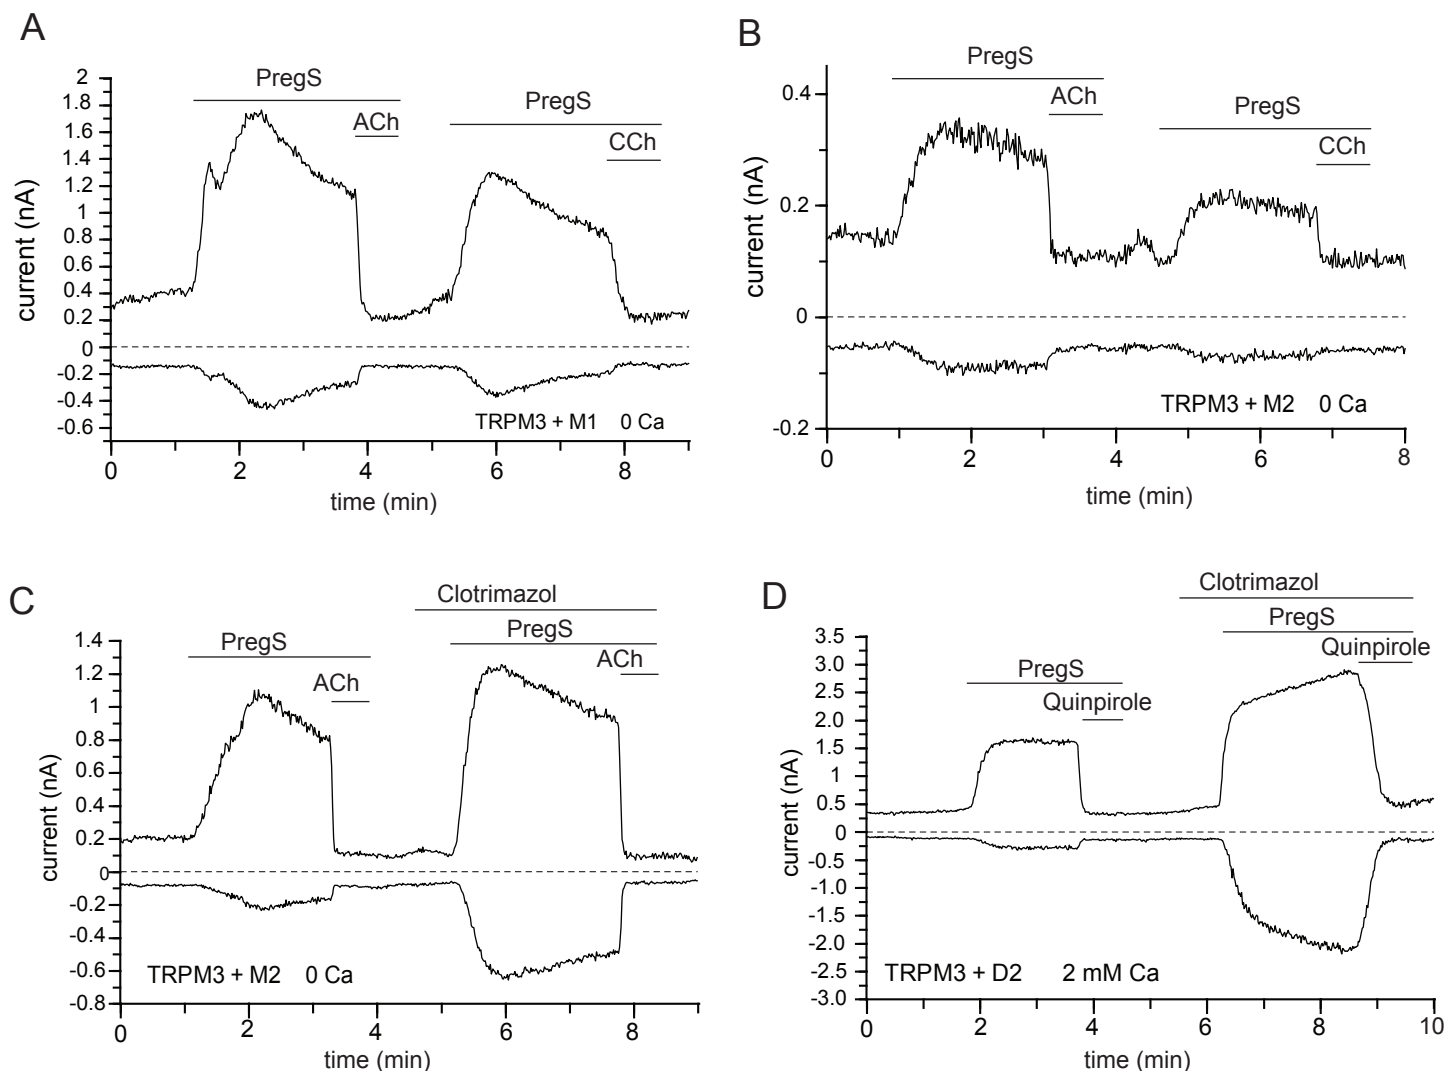 A
PregS
ACh
PregS
CCh
current (nA)
2
1.8
1.6
1.4
1.2
1
0.8
0.6
0.4
0.2
0
-0.2
-0.4
-0.6
TRPM3 + M1 0 Ca
0 2 4 6 8
time (min)
B
PregS
ACh
PregS
CCh
current (nA)
0.4
0.2
0
-0.2
TRPM3 + M2 0 Ca
0 2 4 6 8
time (min)
C
Clotrimazol
PregS
PregS
ACh
ACh
current (nA)
1.4
1.2
1
0.8
0.6
0.4
0.2
0
-0.2
-0.4
-0.6
-0.8
TRPM3 + M2 0 Ca
0 2 4 6 8
time (min)
D
Clotrimazol
PregS
Quinpirole
PregS
Quinpirole
current (nA)
3.5
3.0
2.5
2.0
1.5
1
0.5
0
-0.5
-1.0
-1.5
-2.0
-2.5
-3.0
TRPM3 + D2 2 mM Ca
0 2 4 6 8 10
time (min)